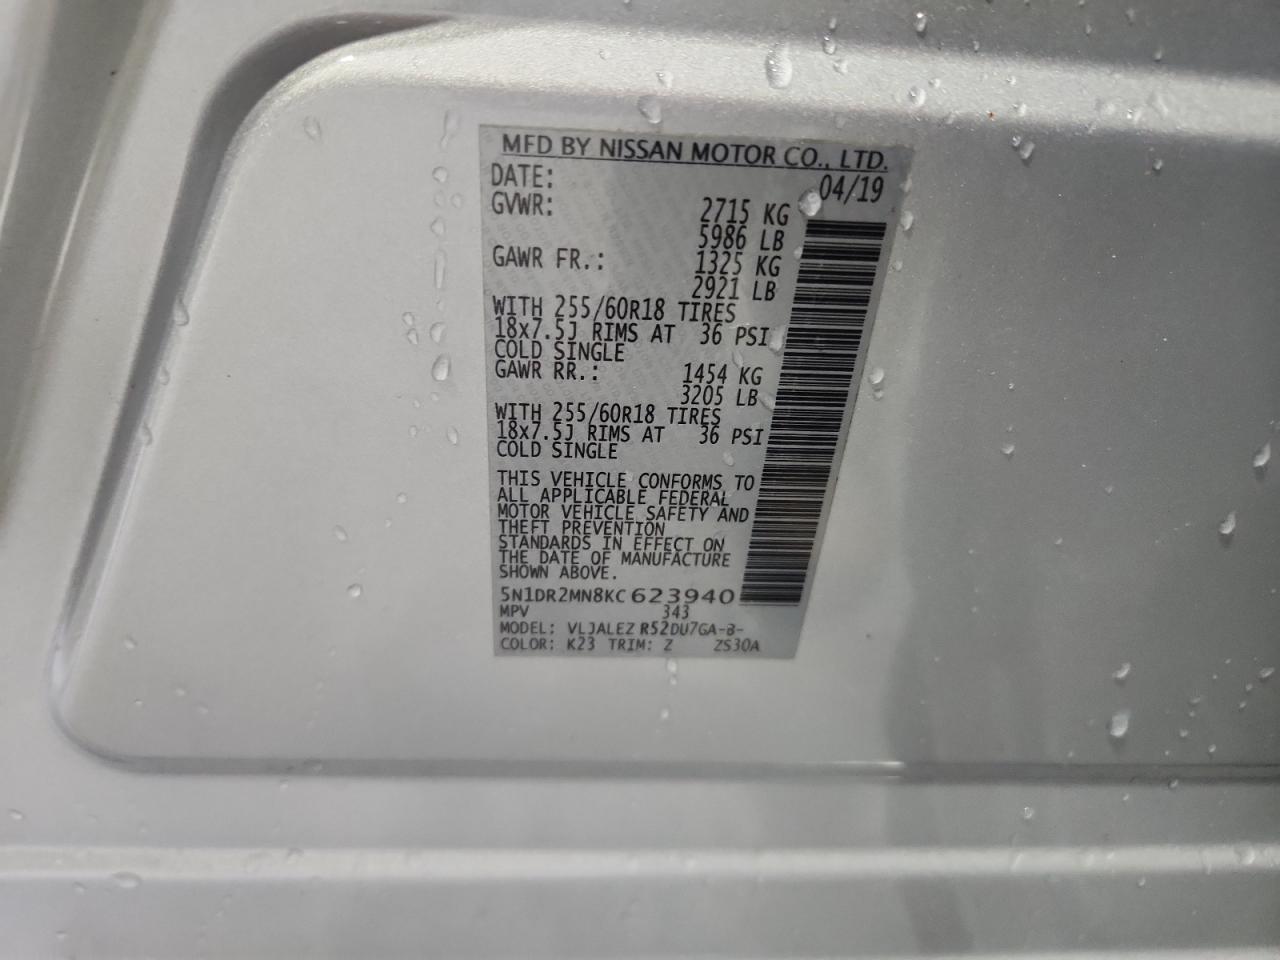 MFD BY NISSAN MOTOR CO., LTD.
DATE: 04/19
GVWR: 2715 KG
5986 LB
GAWR FR.: 1325 KG
2921 LB
WITH 255/60R18 TIRES
18x7.5J RIMS AT 36 PSI
COLD SINGLE
GAWR RR.: 1454 KG
3205 LB
WITH 255/60R18 TIRES
18x7.5J RIMS AT 36 PSI
COLD SINGLE
THIS VEHICLE CONFORMS TO
ALL APPLICABLE FEDERAL
MOTOR VEHICLE SAFETY AND
THEFT PREVENTION
STANDARDS IN EFFECT ON
THE DATE OF MANUFACTURE
SHOWN ABOVE.
5N1DR2MN8KC623940
MPV 343
MODEL: VLJALEZ R52DU7GA-B-
COLOR: K23 TRIM: Z ZS30A